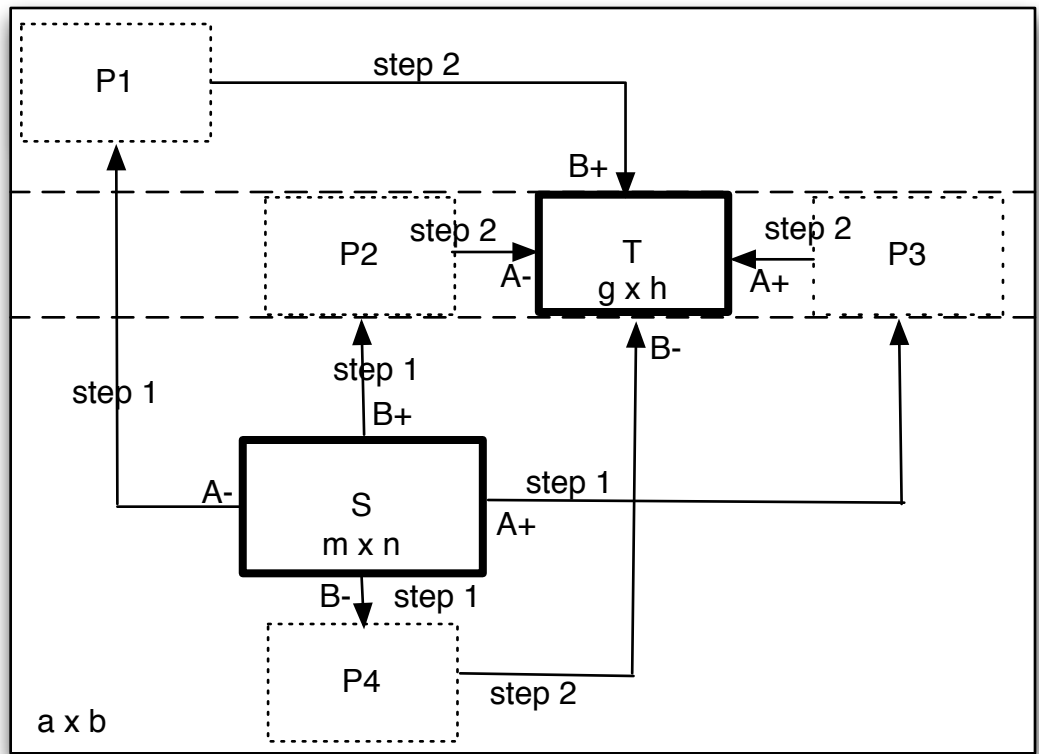 step 2
P1
B+
step 2
step 2
P2
T
P3
A-
g x h
A+
B-
step 1
step 1
B+
A-
S
step 1
A+
m x n
B-
step 1
P4
step 2
a x b